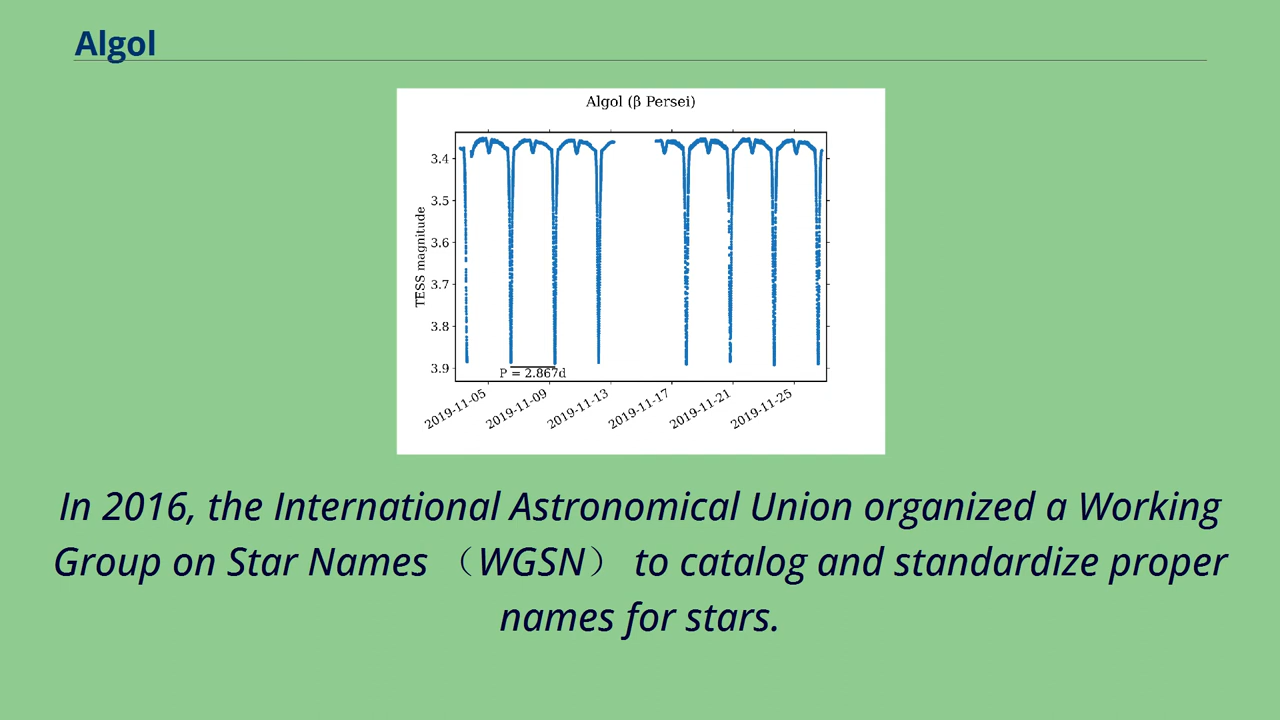 Algol
Algol (β Persei)
3.4
3.5
3.6
3.7
3.8
3.9
TESS magnitude
P = 2.867d
2019-11-05
2019-11-09
2019-11-13
2019-11-17
2019-11-21
2019-11-25
In 2016, the International Astronomical Union organized a Working
Group on Star Names （WGSN） to catalog and standardize proper
names for stars.